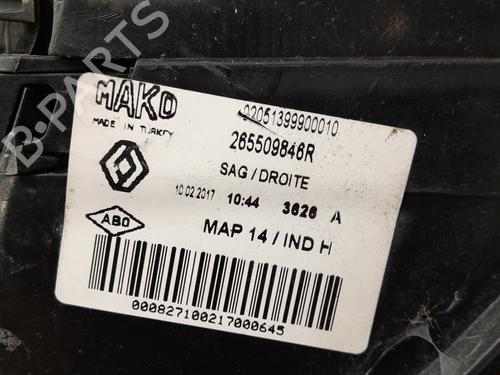 MAKO
MADE IN TURKEY
02051399900010
265509846R
SAG / DROITE
10.02.2017 10:44 3626 A
ABO
MAP 14 / IND H
000827100217000645
B-PARTS